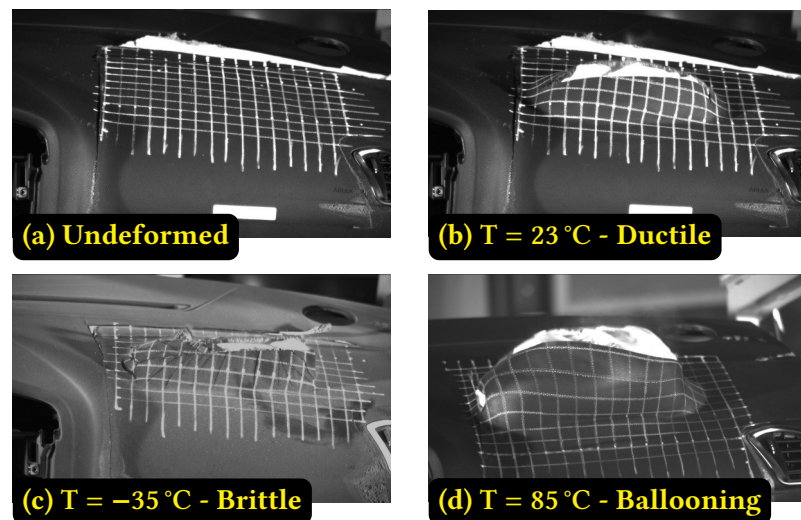 (a) Undeformed
(b) T = 23 °C - Ductile
(c) T = −35 °C - Brittle
(d) T = 85 °C - Ballooning